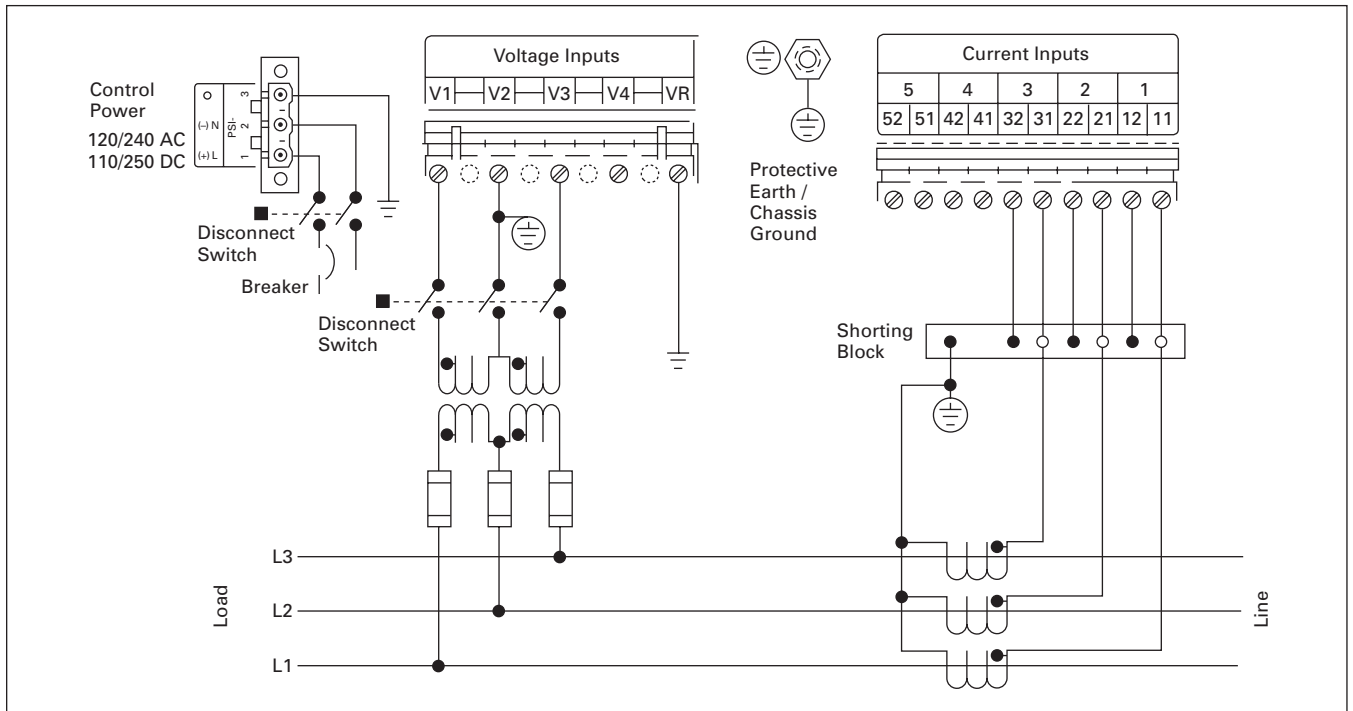 Control
Power
120/240 AC
110/250 DC
(–) N
(+) L
PSI-
3
2
1
Disconnect
Switch
Breaker
Voltage Inputs
V1 V2 V3 V4 VR
Disconnect
Switch
Protective
Earth /
Chassis
Ground
Current Inputs
5 4 3 2 1
52 51 42 41 32 31 22 21 12 11
Shorting
Block
Load
L3
L2
L1
Line